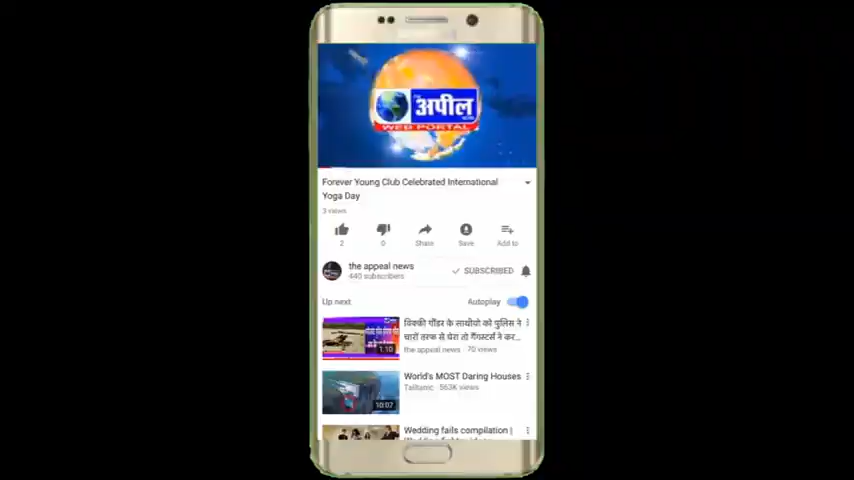 अपील
WEB PORTAL
Forever Young Club Celebrated International
Yoga Day
3 views
2
0
Share
Save
Add to
the appeal news
440 subscribers
SUBSCRIBED
Up next
Autoplay
विक्की गौंडर के साथीयो को पुलिस ने
चारों तरफ से घेरा तो गैंगस्टर्स ने कर...
the appeal news · 70 views
1:10
World's MOST Daring Houses
Talltanic · 563K views
10:07
Wedding fails compilation |